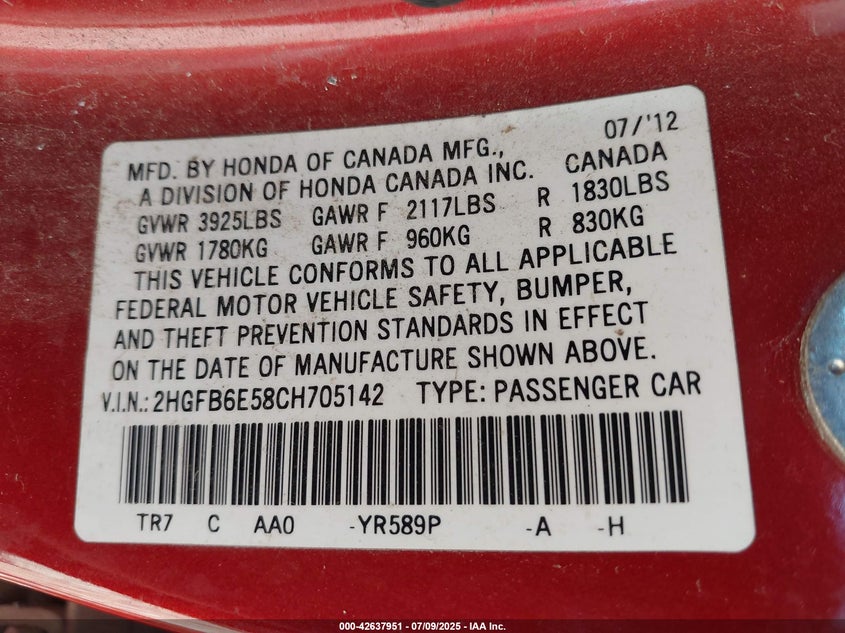 07/'12
MFD. BY HONDA OF CANADA MFG.,
A DIVISION OF HONDA CANADA INC. CANADA
GVWR 3925LBS GAWR F 2117LBS R 1830LBS
GVWR 1780KG GAWR F 960KG R 830KG
THIS VEHICLE CONFORMS TO ALL APPLICABLE
FEDERAL MOTOR VEHICLE SAFETY, BUMPER,
AND THEFT PREVENTION STANDARDS IN EFFECT
ON THE DATE OF MANUFACTURE SHOWN ABOVE.
V.I.N.: 2HGFB6E58CH705142 TYPE: PASSENGER CAR
TR7 C AA0 -YR589P -A -H
000-42637951 | 07/09/2025 - IAA Inc.